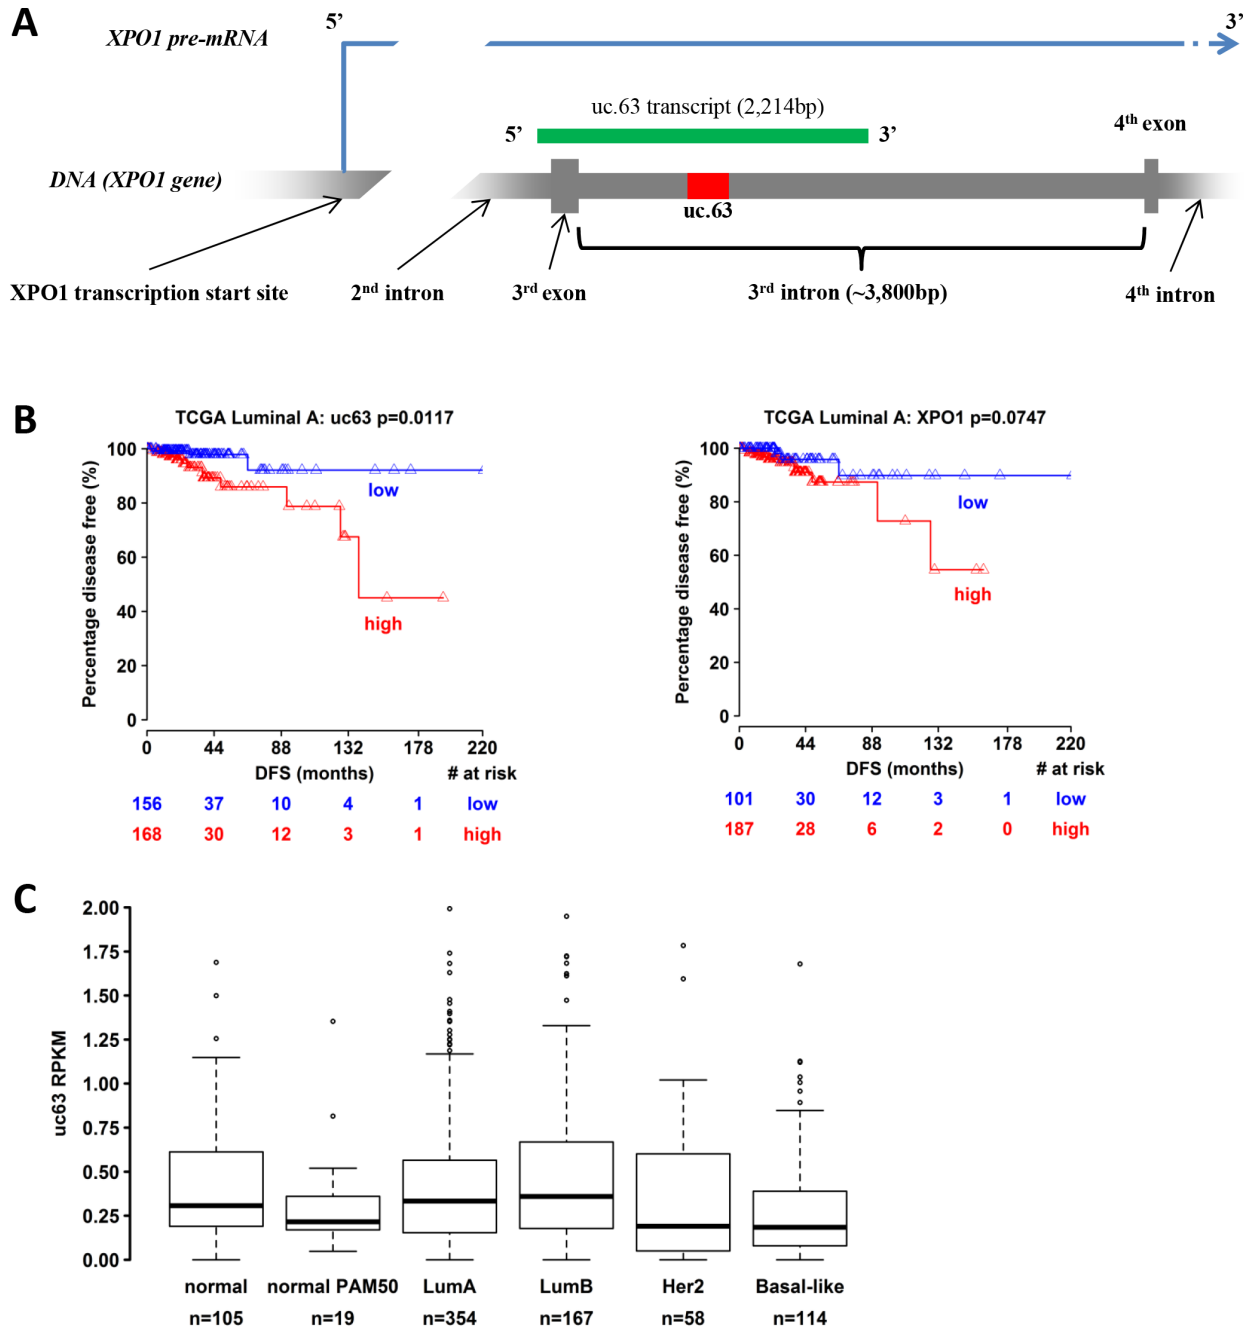 A
5’
3’
XPO1 pre-mRNA
uc.63 transcript (2,214bp)
5’
3’
4th exon
DNA (XPO1 gene)
uc.63
XPO1 transcription start site
2nd intron
3rd exon
3rd intron (~3,800bp)
4th intron
B
TCGA Luminal A: uc63 p=0.0117
Percentage disease free (%)
100
80
60
40
20
0
low
high
0 44 88 132 178 220
DFS (months) # at risk
156 37 10 4 1 low
168 30 12 3 1 high
TCGA Luminal A: XPO1 p=0.0747
Percentage disease free (%)
100
80
60
40
20
0
low
high
0 44 88 132 178 220
DFS (months) # at risk
101 30 12 3 1 low
187 28 6 2 0 high
C
uc63 RPKM
2.00
1.75
1.50
1.25
1.00
0.75
0.50
0.25
0.00
normal normal PAM50 LumA LumB Her2 Basal-like
n=105 n=19 n=354 n=167 n=58 n=114